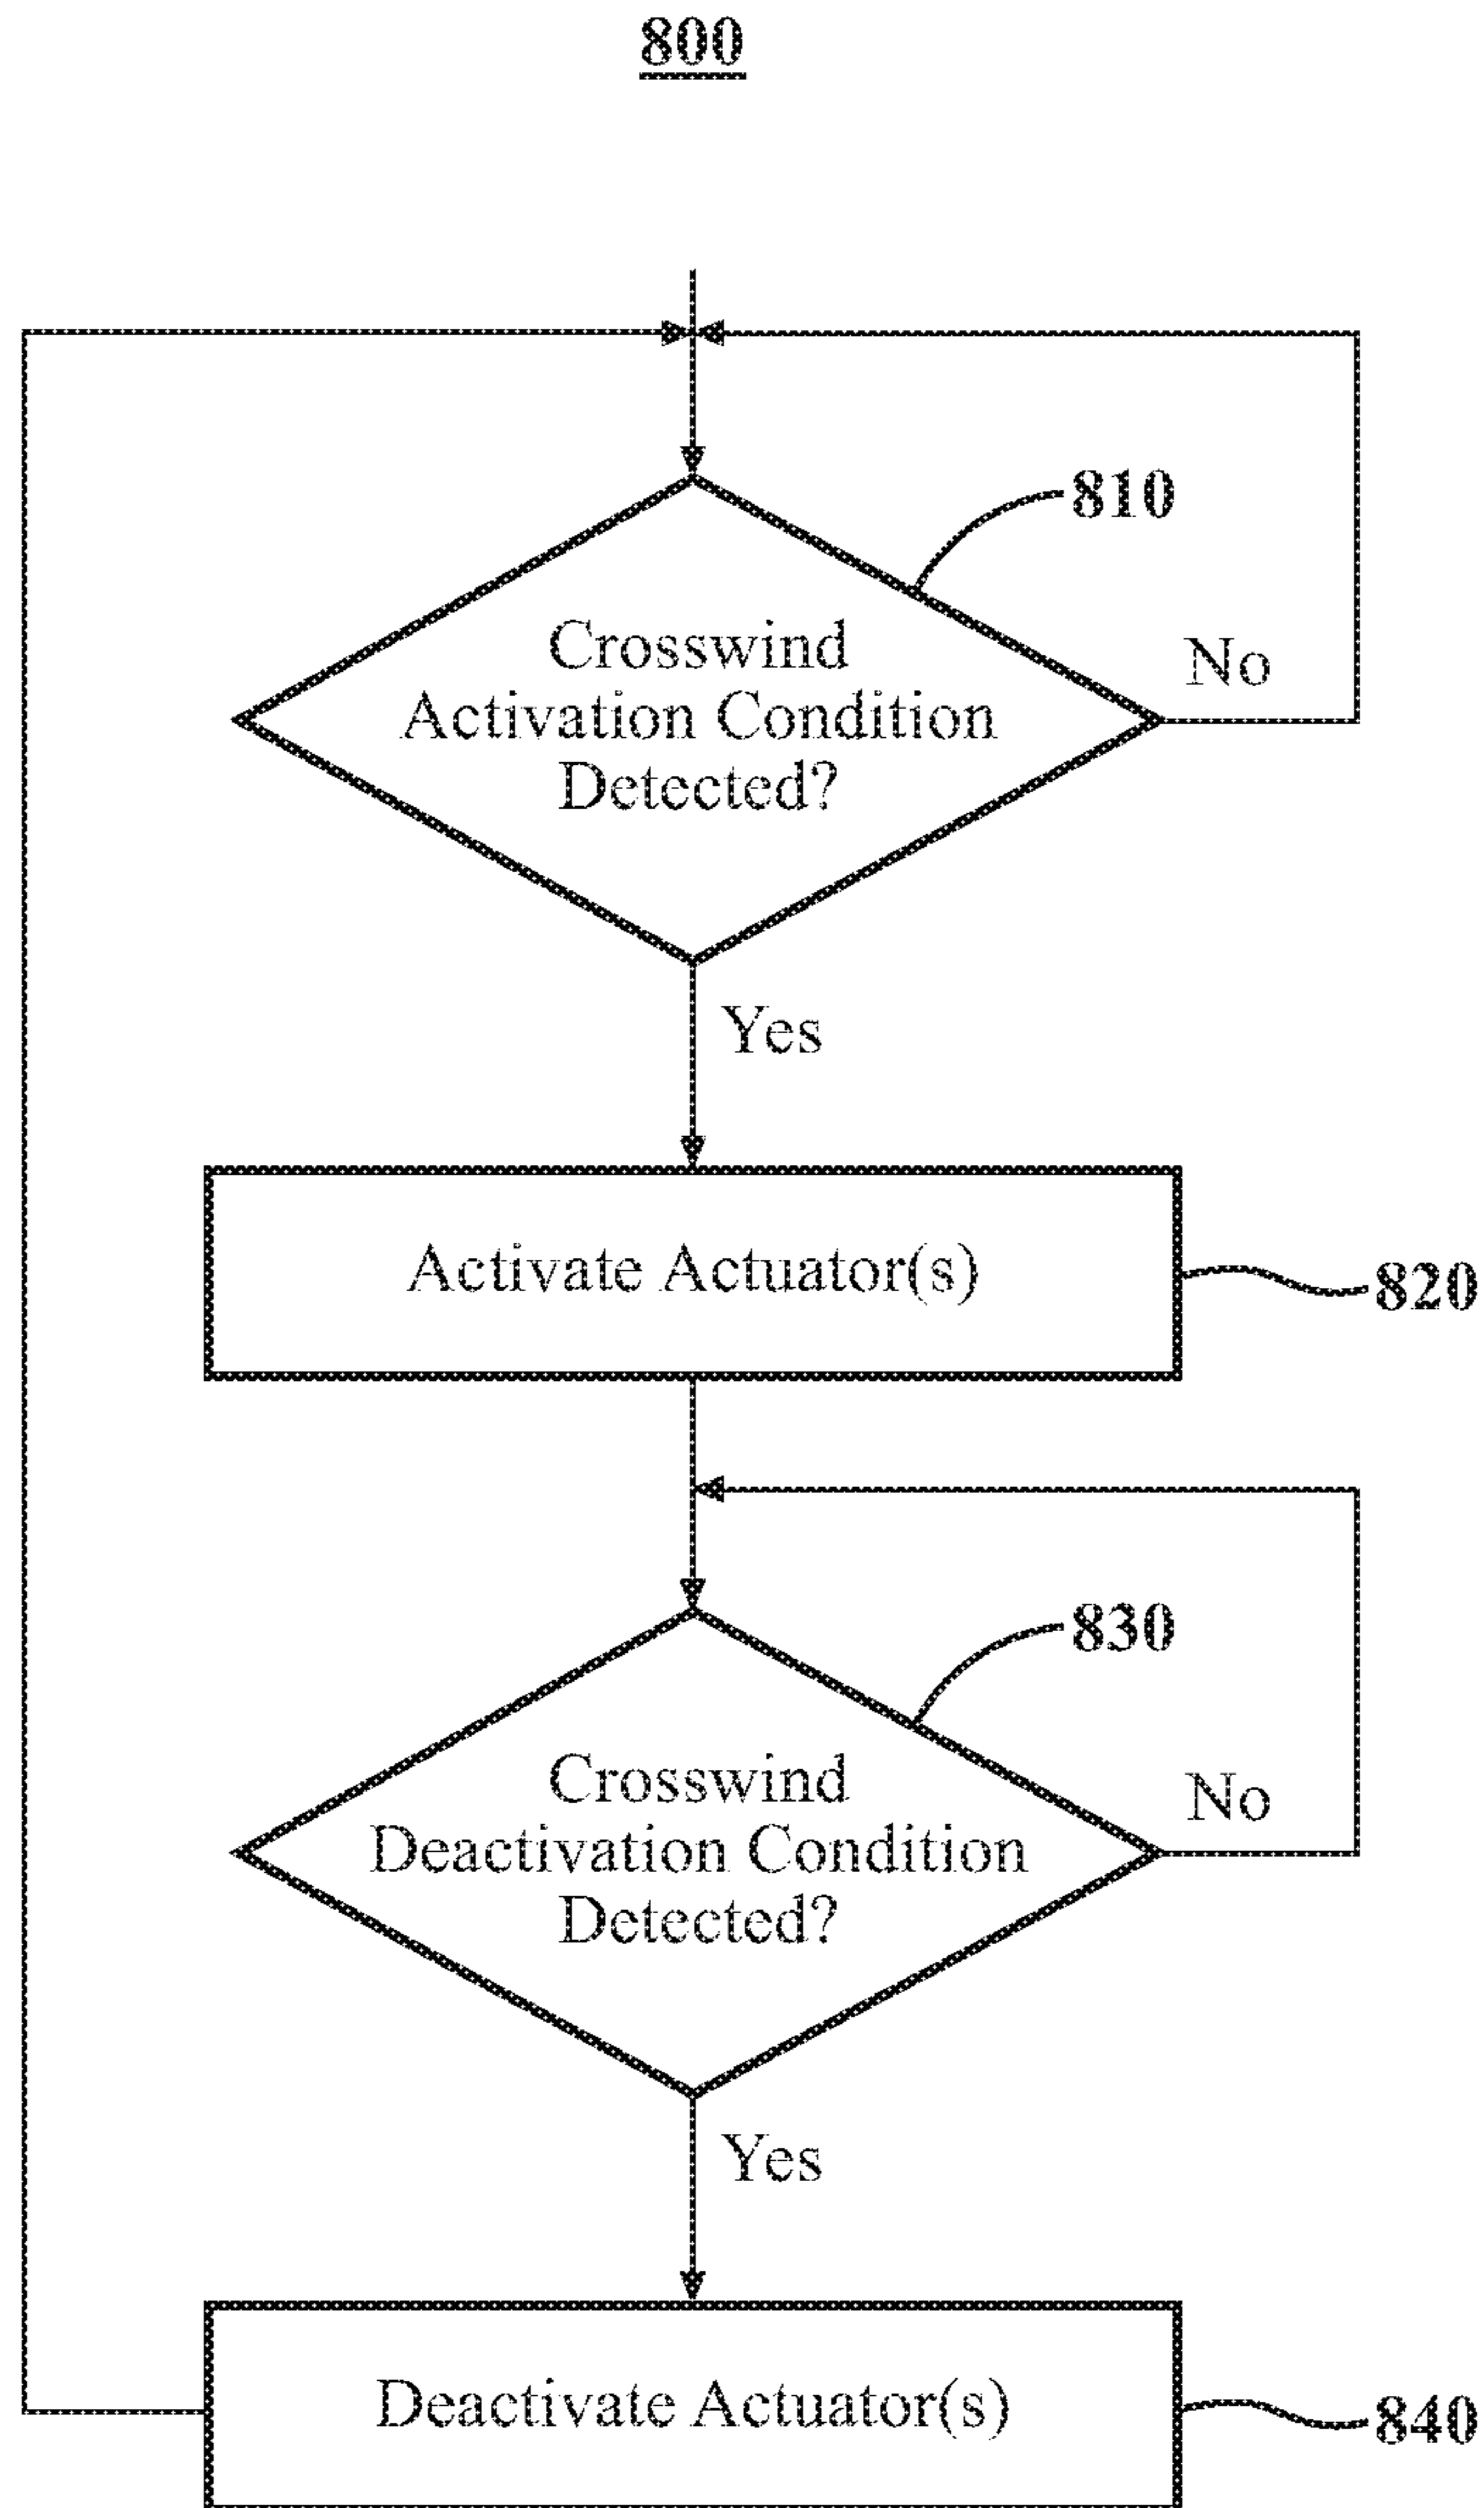 800
810
Crosswind
Activation Condition
Detected?
No
Yes
Activate Actuator(s)
820
830
Crosswind
Deactivation Condition
Detected?
No
Yes
Deactivate Actuator(s)
840